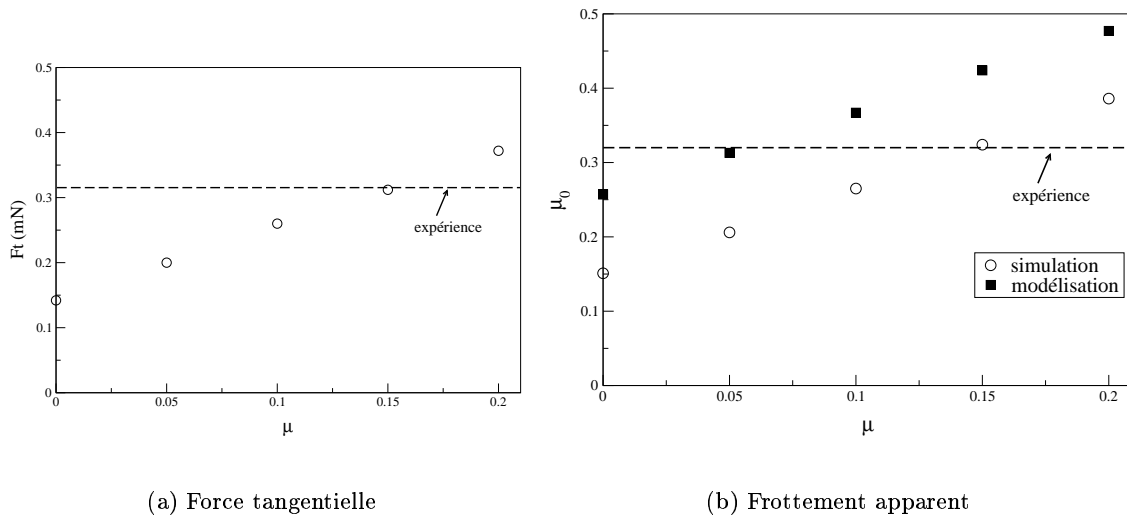 0.5
0.4
0.3
0.2
0.1
0
Ft (mN)
expérience
0 0.05 0.1 0.15 0.2
μ
(a) Force tangentielle
0.5
0.4
0.3
0.2
0.1
0
μ0
expérience
simulation
modélisation
0 0.05 0.1 0.15 0.2
μ
(b) Frottement apparent